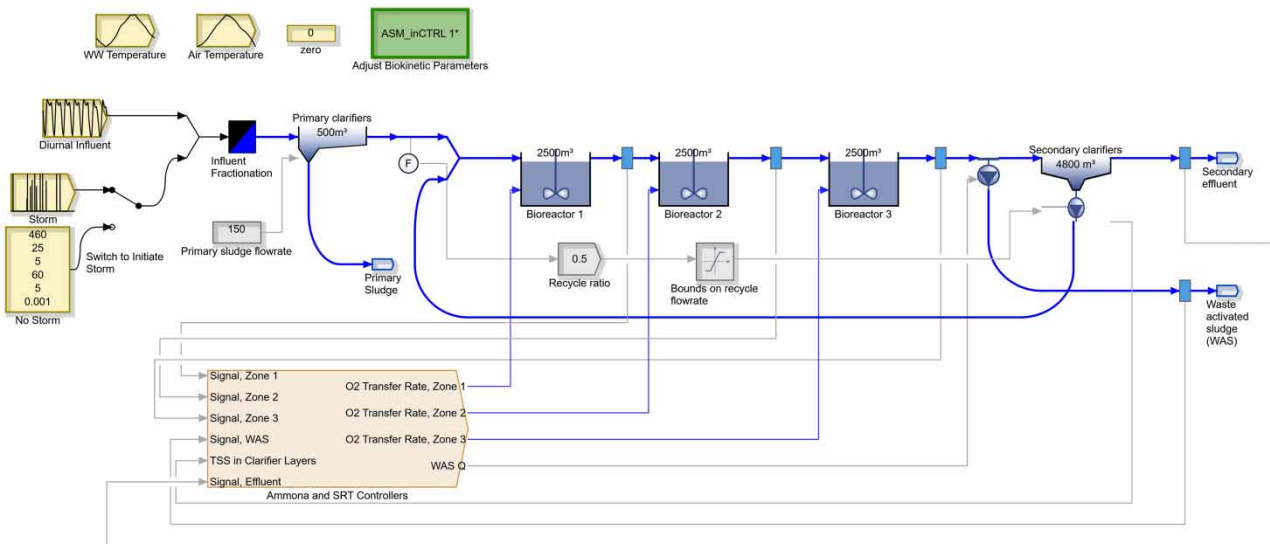 0
ASM_inCTRL 1*
WW Temperature
Air Temperature
zero
Adjust Biokinetic Parameters
Diurnal Influent
Influent
Fractionation
Primary clarifiers
500m³
F
2500m³
Bioreactor 1
2500m³
Bioreactor 2
2500m³
Bioreactor 3
Secondary clarifiers
4800 m³
Secondary
effluent
Storm
460
25
5
60
5
0.001
No Storm
Switch to Initiate
Storm
150
Primary sludge flowrate
Primary
Sludge
0.5
Recycle ratio
Bounds on recycle
flowrate
Waste
activated
sludge
(WAS)
Signal, Zone 1
Signal, Zone 2
Signal, Zone 3
Signal, WAS
TSS in Clarifier Layers
Signal, Effluent
O2 Transfer Rate, Zone 1
O2 Transfer Rate, Zone 2
O2 Transfer Rate, Zone 3
WAS Q
Ammona and SRT Controllers